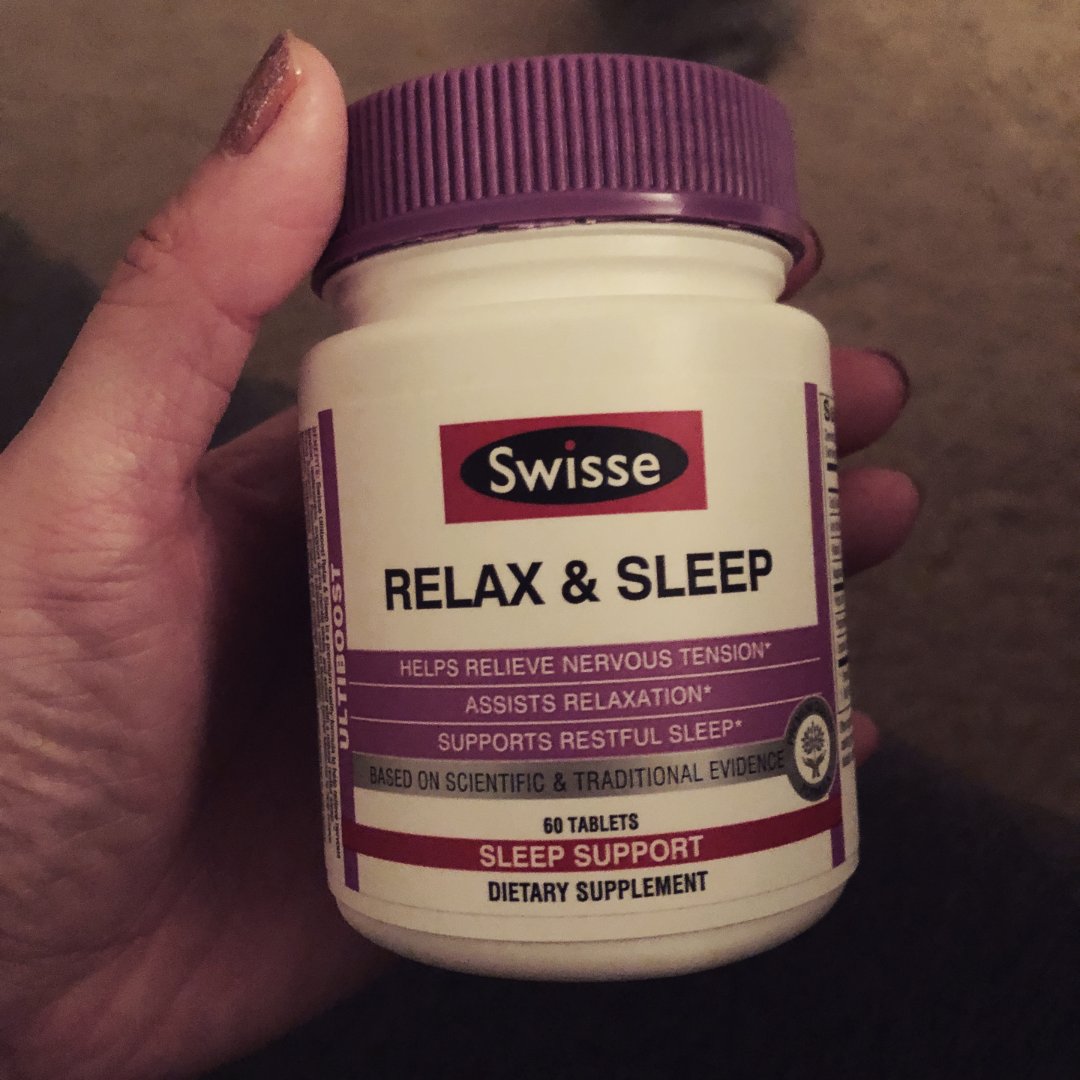 Swisse
RELAX & SLEEP
HELPS RELIEVE NERVOUS TENSION*
ASSISTS RELAXATION*
SUPPORTS RESTFUL SLEEP*
BASED ON SCIENTIFIC & TRADITIONAL EVIDENCE
60 TABLETS
SLEEP SUPPORT
DIETARY SUPPLEMENT
ULTIBOOST